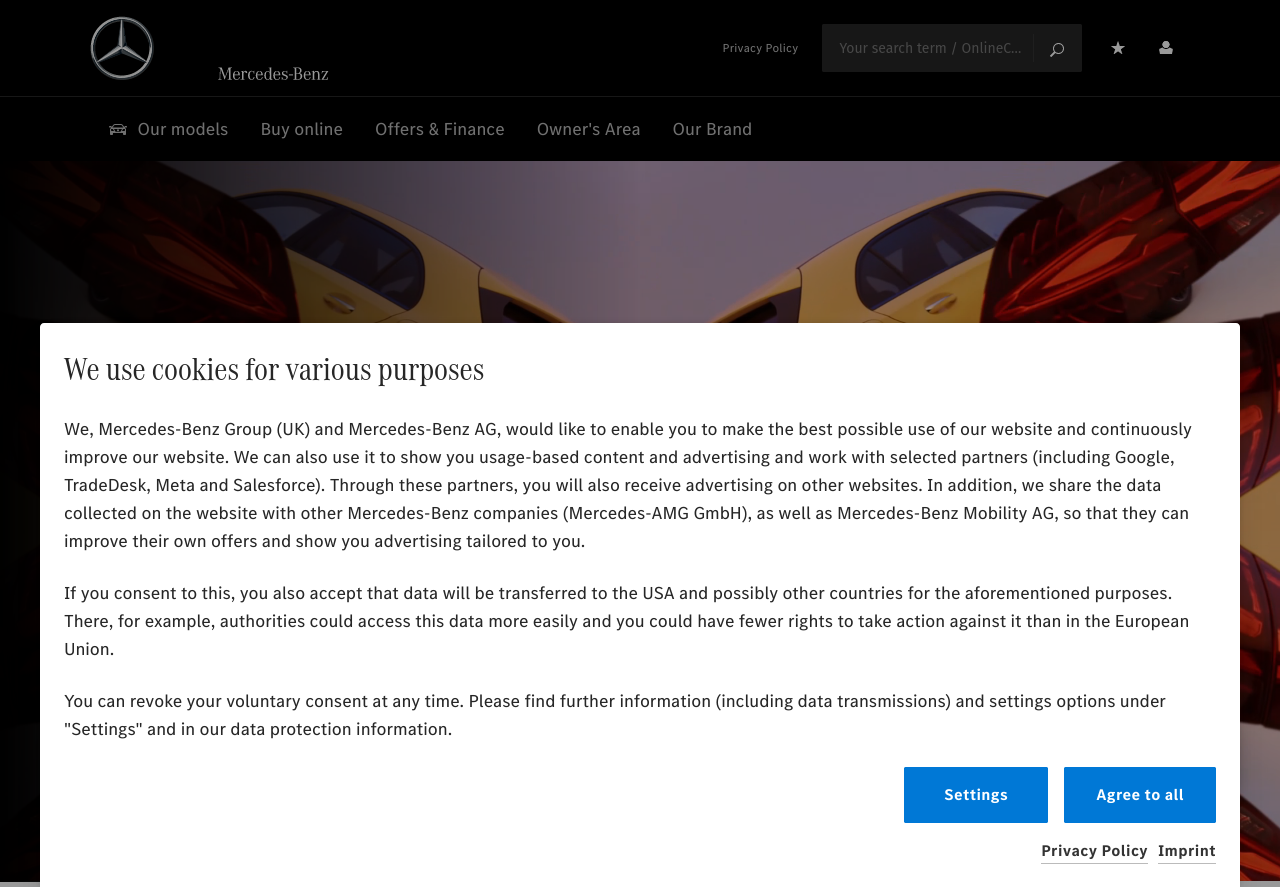 Mercedes-Benz
Privacy Policy
Your search term / OnlineC...
Our models
Buy online
Offers & Finance
Owner's Area
Our Brand
We use cookies for various purposes
We, Mercedes-Benz Group (UK) and Mercedes-Benz AG, would like to enable you to make the best possible use of our website and continuously
improve our website. We can also use it to show you usage-based content and advertising and work with selected partners (including Google,
TradeDesk, Meta and Salesforce). Through these partners, you will also receive advertising on other websites. In addition, we share the data
collected on the website with other Mercedes-Benz companies (Mercedes-AMG GmbH), as well as Mercedes-Benz Mobility AG, so that they can
improve their own offers and show you advertising tailored to you.
If you consent to this, you also accept that data will be transferred to the USA and possibly other countries for the aforementioned purposes.
There, for example, authorities could access this data more easily and you could have fewer rights to take action against it than in the European
Union.
You can revoke your voluntary consent at any time. Please find further information (including data transmissions) and settings options under
"Settings" and in our data protection information.
Settings
Agree to all
Privacy Policy
Imprint